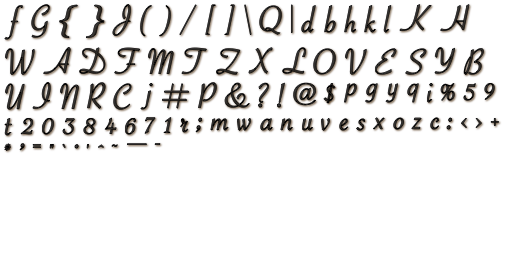 f G { } J ( ) / [ ] \ Q | d b h k l K H
W A D F M T Z X L O V E S Y B
U I N R C j # P & ? ! @ $ p g y q i % 5 9
t 2 0 3 8 4 6 7 1 r ; m w a n u v e s x o z c : < > +
* , = " ` . ^ ~ — -